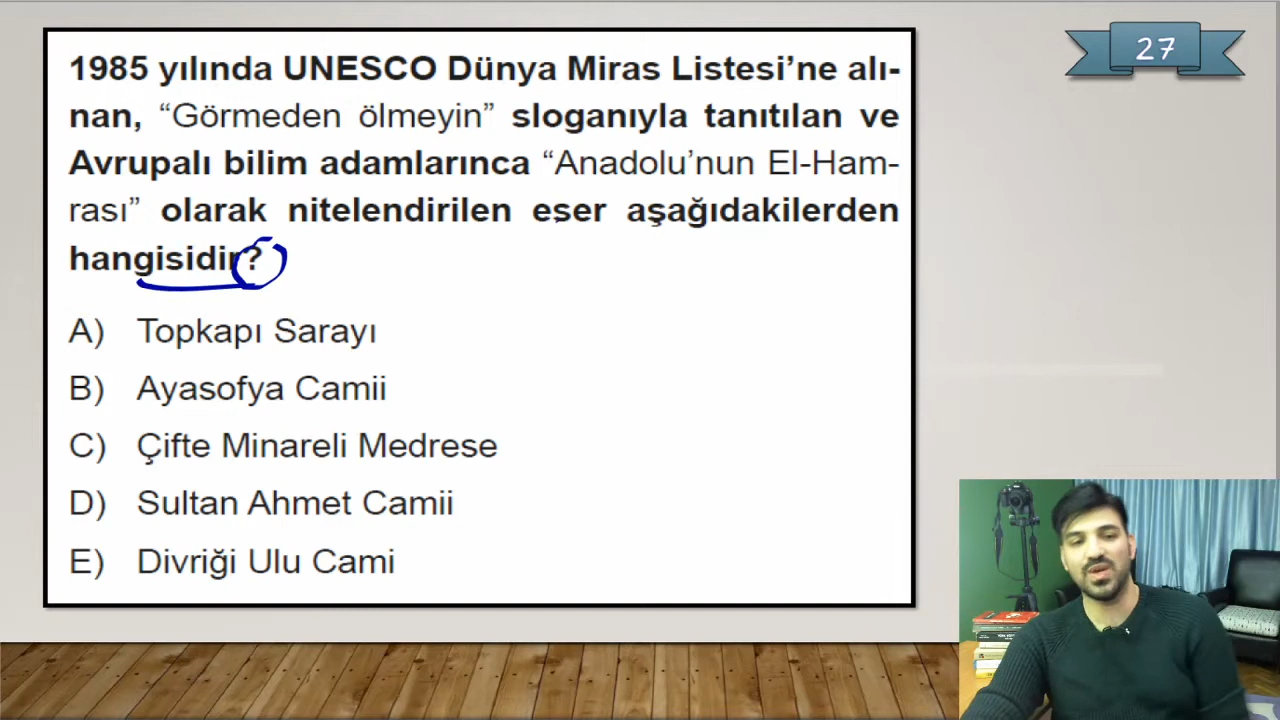 27
1985 yılında UNESCO Dünya Miras Listesi’ne alı-
nan, “Görmeden ölmeyin” sloganıyla tanıtılan ve
Avrupalı bilim adamlarınca “Anadolu’nun El-Ham-
rası” olarak nitelendirilen eser aşağıdakilerden
hangisidir?
A) Topkapı Sarayı
B) Ayasofya Camii
C) Çifte Minareli Medrese
D) Sultan Ahmet Camii
E) Divriği Ulu Cami